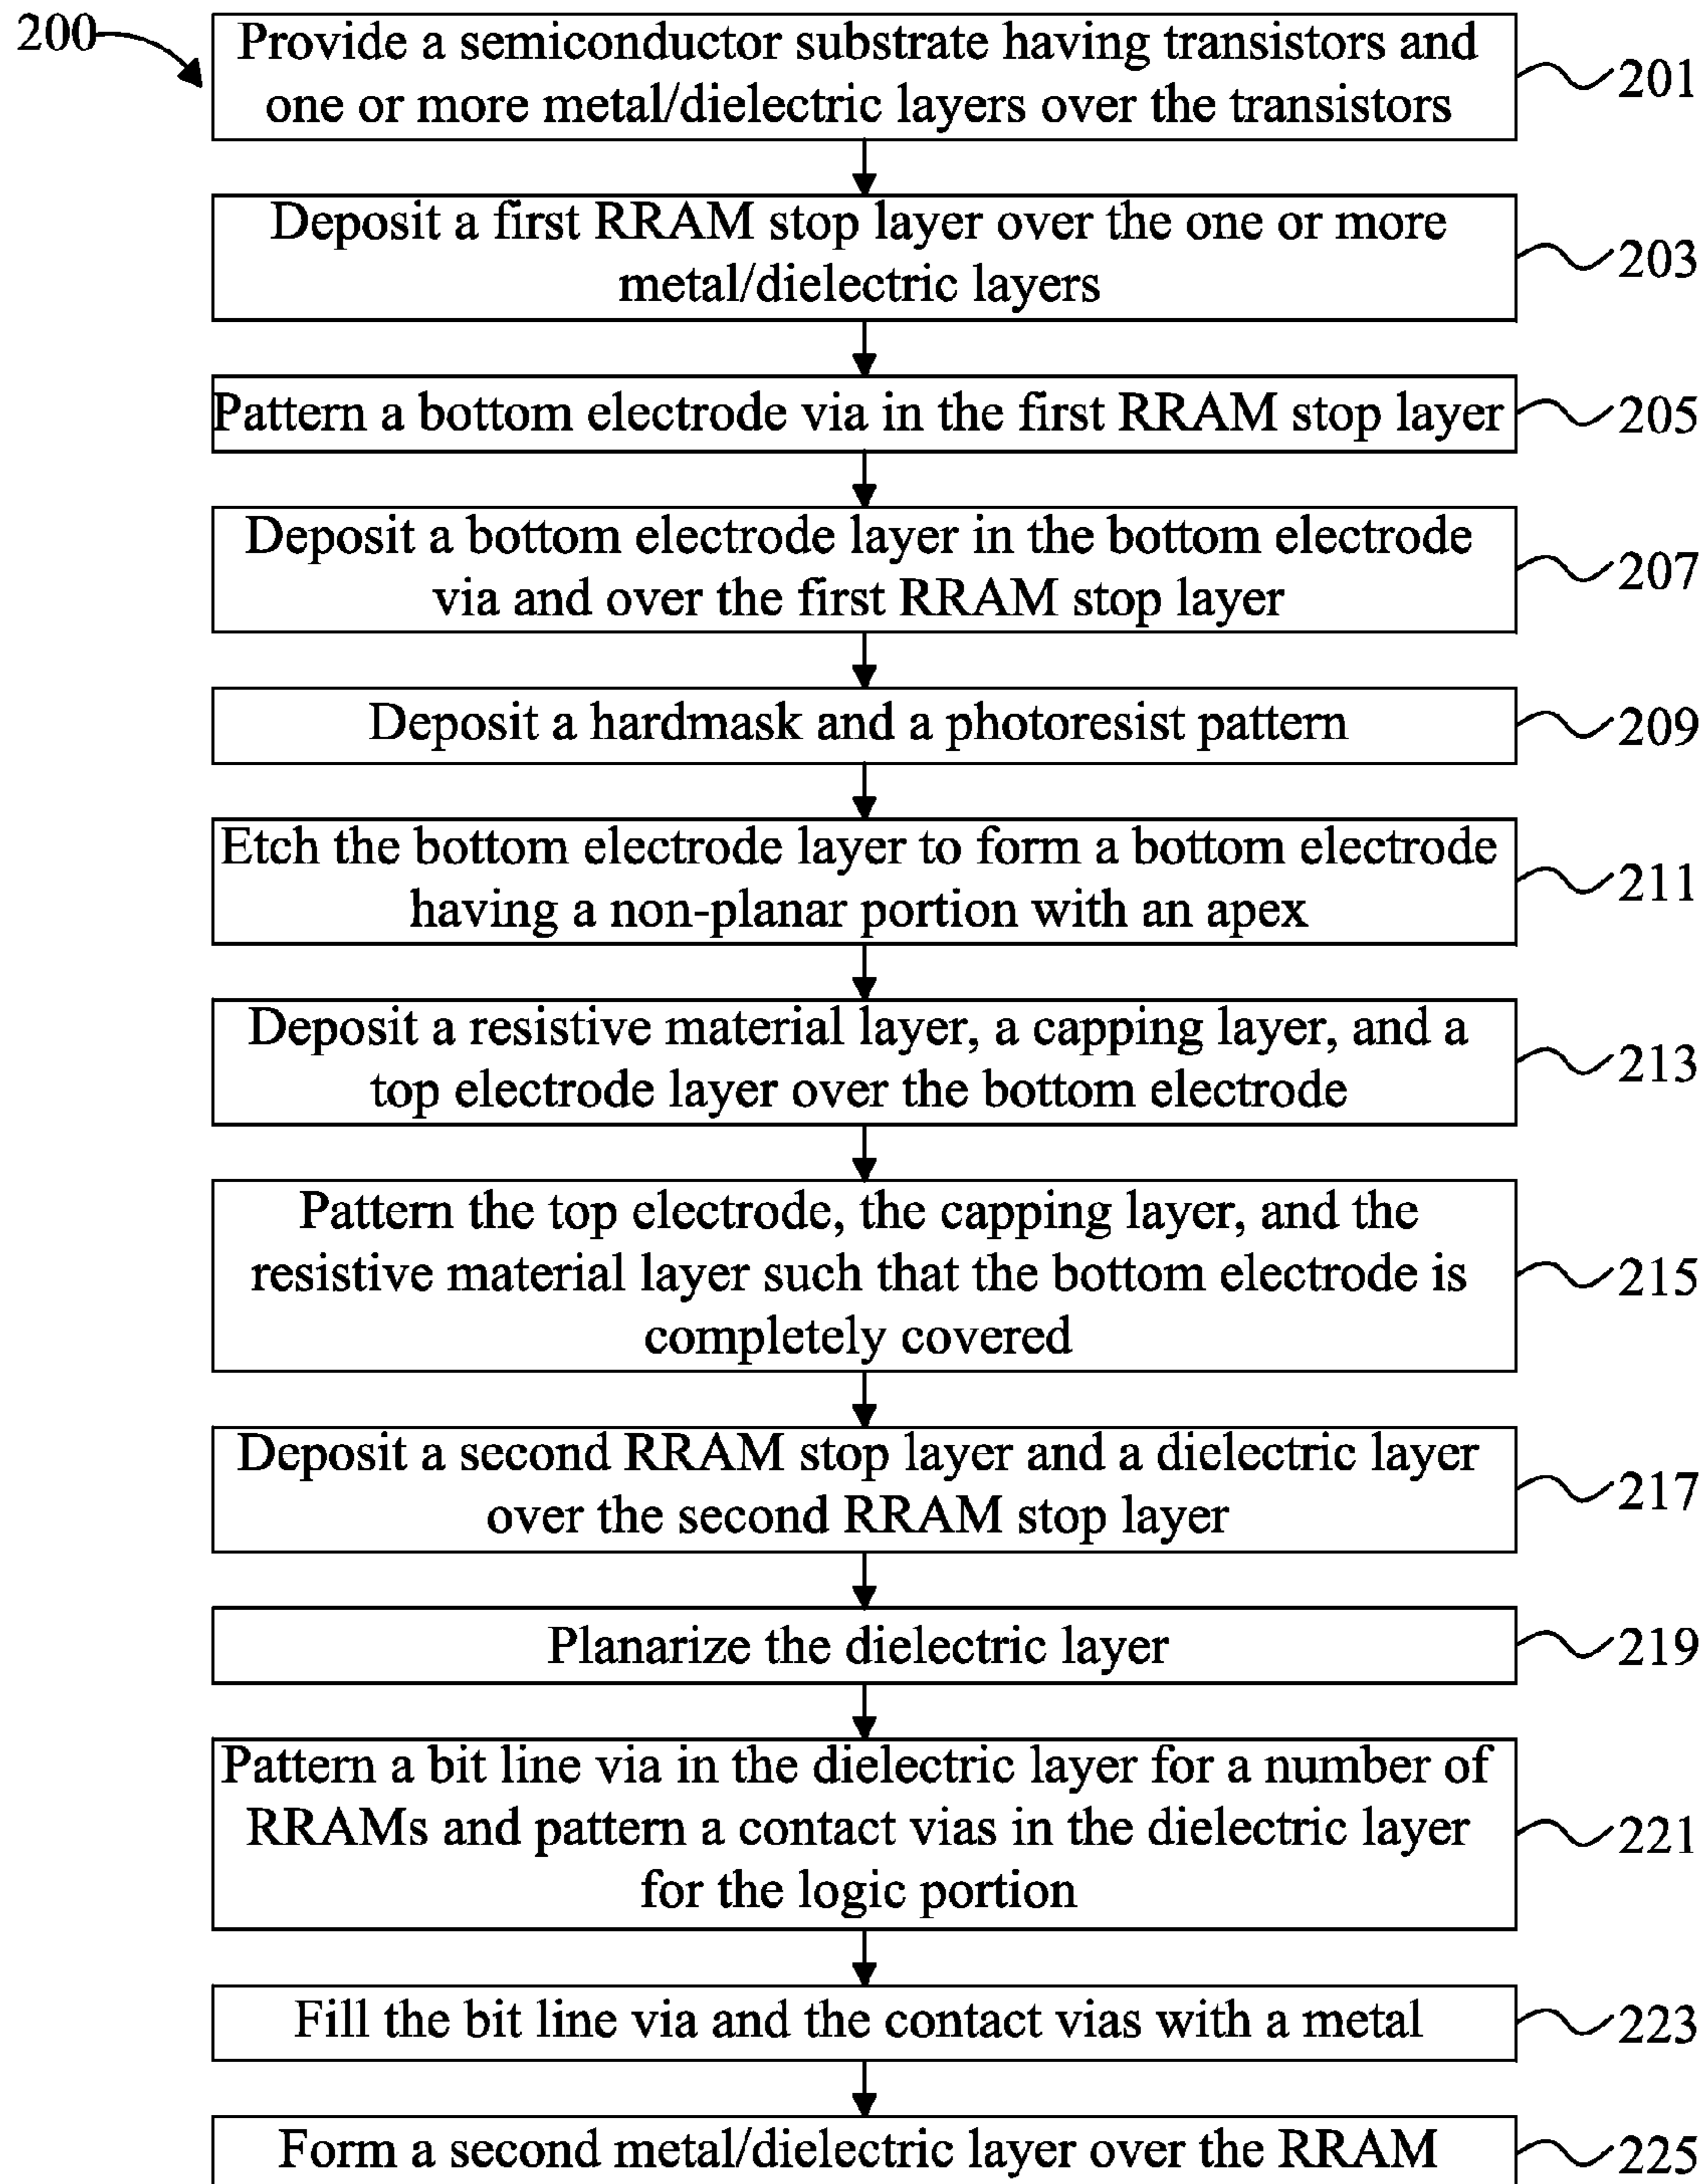 200
Provide a semiconductor substrate having transistors and
one or more metal/dielectric layers over the transistors
201
Deposit a first RRAM stop layer over the one or more
metal/dielectric layers
203
Pattern a bottom electrode via in the first RRAM stop layer
205
Deposit a bottom electrode layer in the bottom electrode
via and over the first RRAM stop layer
207
Deposit a hardmask and a photoresist pattern
209
Etch the bottom electrode layer to form a bottom electrode
having a non-planar portion with an apex
211
Deposit a resistive material layer, a capping layer, and a
top electrode layer over the bottom electrode
213
Pattern the top electrode, the capping layer, and the
resistive material layer such that the bottom electrode is
completely covered
215
Deposit a second RRAM stop layer and a dielectric layer
over the second RRAM stop layer
217
Planarize the dielectric layer
219
Pattern a bit line via in the dielectric layer for a number of
RRAMs and pattern a contact vias in the dielectric layer
for the logic portion
221
Fill the bit line via and the contact vias with a metal
223
Form a second metal/dielectric layer over the RRAM
225